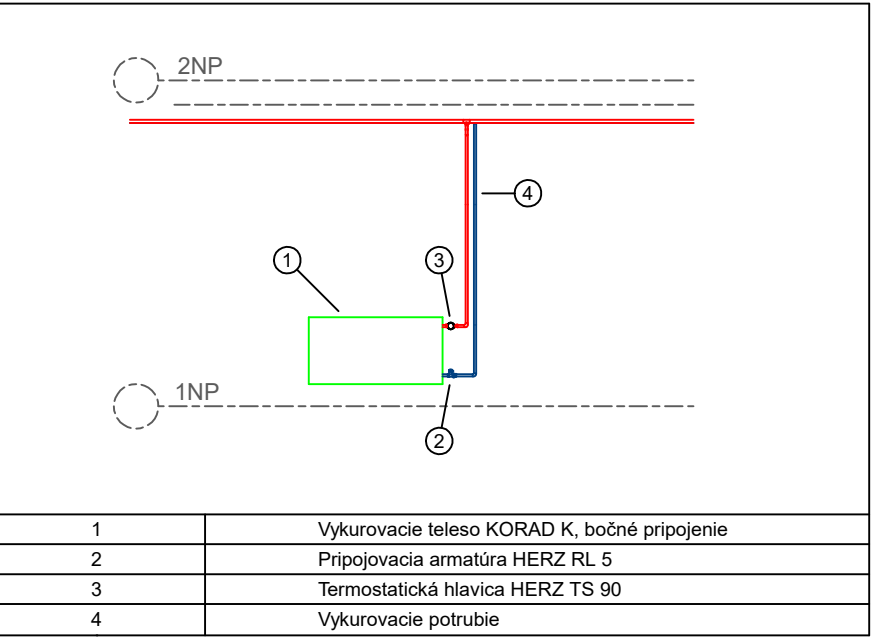 2NP
4
1
3
1NP
2
1 Vykurovacie teleso KORAD K, bočné pripojenie
2 Pripojovacia armatúra HERZ RL 5
3 Termostatická hlavica HERZ TS 90
4 Vykurovacie potrubie